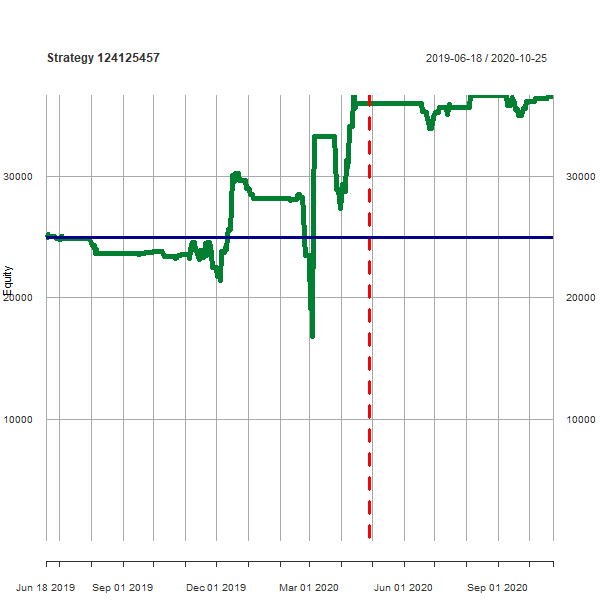 Strategy 124125457
2019-06-18 / 2020-10-25
30000
30000
Equity
20000
20000
10000
10000
Jun 18 2019
Sep 01 2019
Dec 01 2019
Mar 01 2020
Jun 01 2020
Sep 01 2020